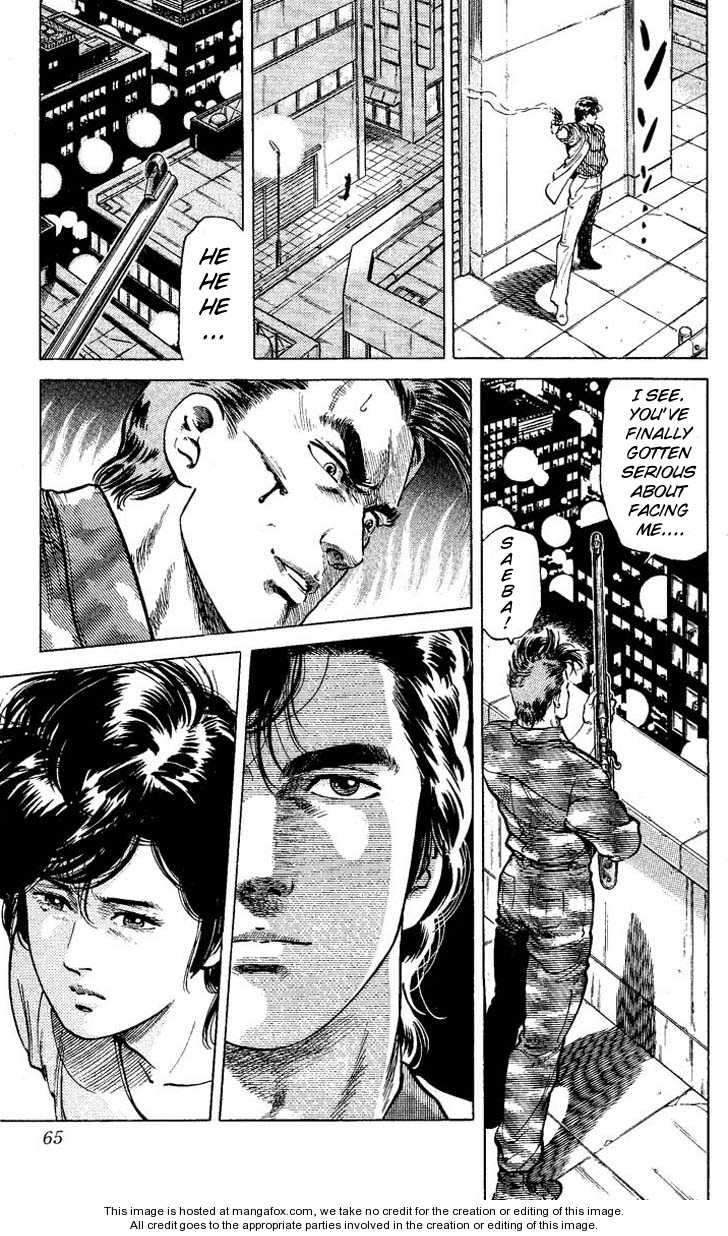 HE
HE
HE
...
I SEE.
YOU'VE
FINALLY
GOTTEN
SERIOUS
ABOUT
FACING
ME....
SAEBA!
65
This image is hosted at mangafox.com, we take no credit for the creation or editing of this image.
All credit goes to the appropriate parties involved in the creation or editing of this image.